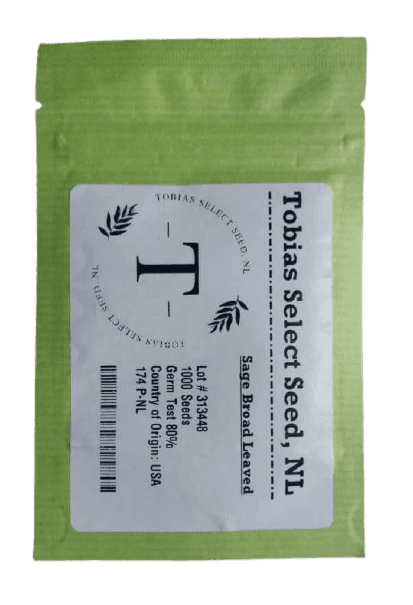 Tobias Select Seed, NL
TOBIAS SELECT SEED, NL
T
TOBIAS SELECT SEED, NL
Sage Broad Leaved
Lot # 313448
1000 Seeds
Germ Test 80%
Country of Origin: USA
174 P-NL